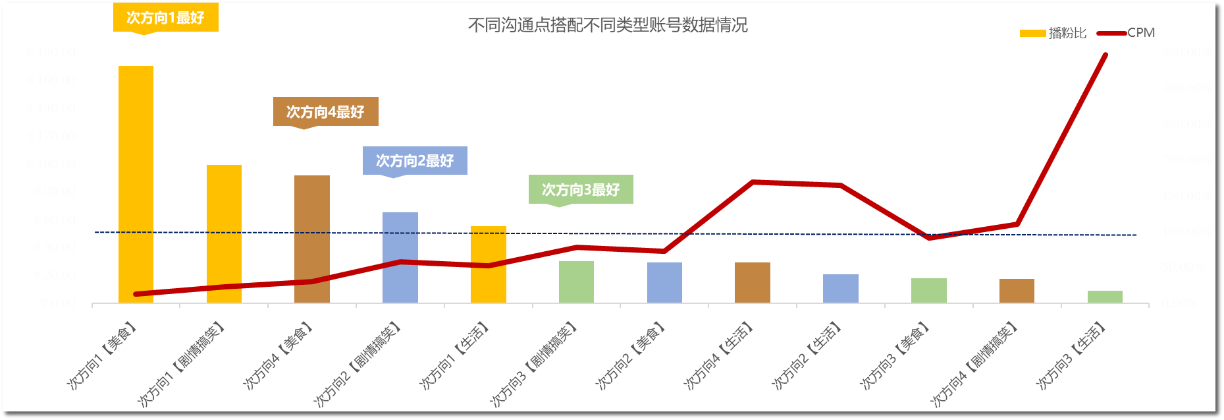 次方向1最好
不同沟通点搭配不同类型账号数据情况
播粉比
CPM
次方向4最好
次方向2最好
次方向3最好
次方向1【美食】
次方向1【剧情搞笑】
次方向4【美食】
次方向2【剧情搞笑】
次方向1【生活】
次方向3【剧情搞笑】
次方向2【美食】
次方向4【生活】
次方向2【生活】
次方向3【美食】
次方向4【剧情搞笑】
次方向3【生活】